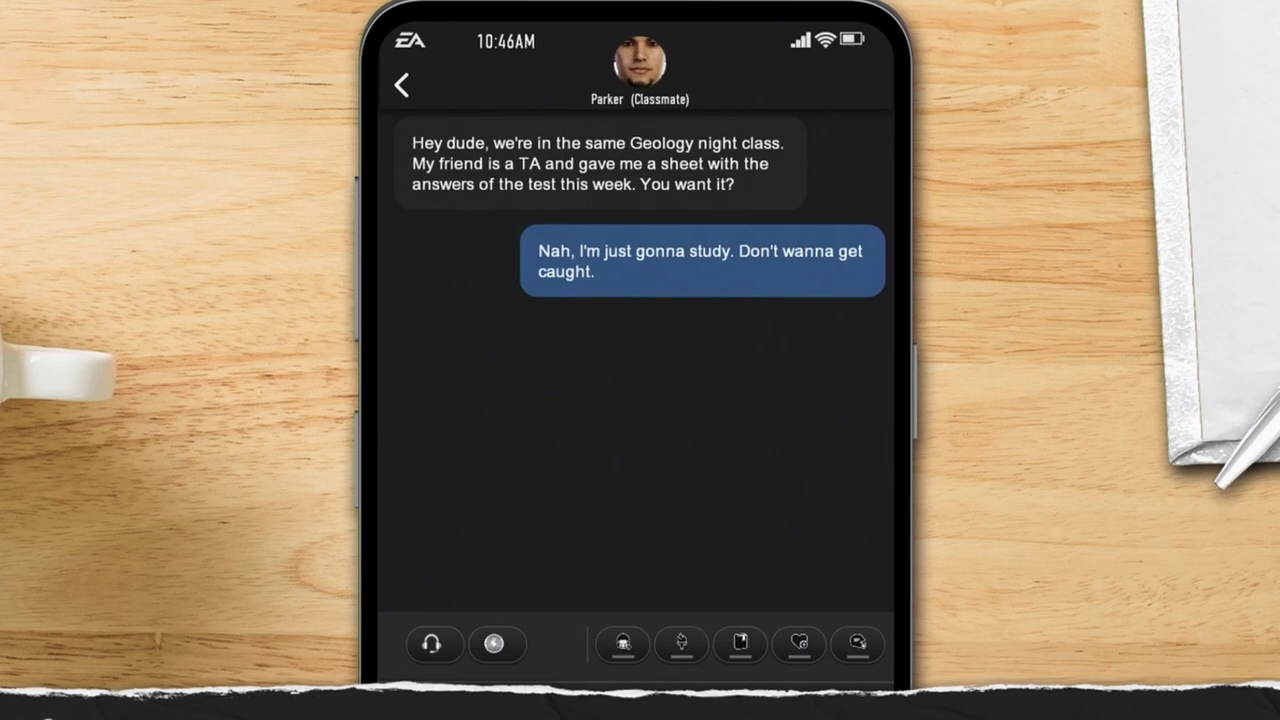 EA
10:46AM
Parker (Classmate)
Hey dude, we're in the same Geology night class.
My friend is a TA and gave me a sheet with the
answers of the test this week. You want it?
Nah, I'm just gonna study. Don't wanna get
caught.